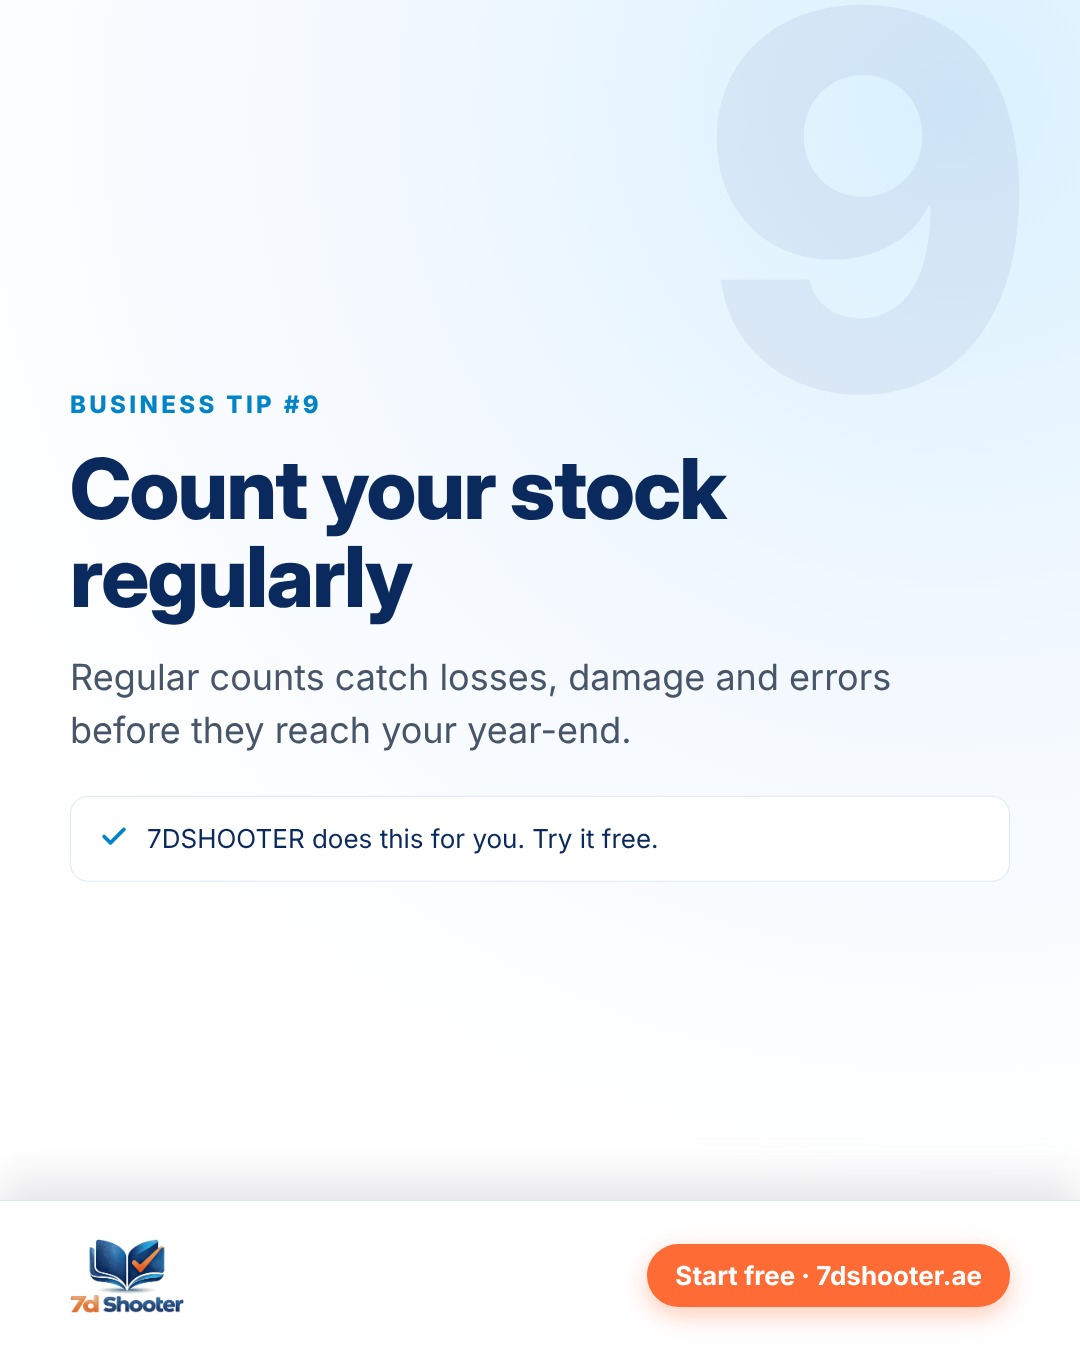 9
BUSINESS TIP #9
Count your stock
regularly
Regular counts catch losses, damage and errors
before they reach your year-end.
7DSHOOTER does this for you. Try it free.
7d Shooter
Start free · 7dshooter.ae